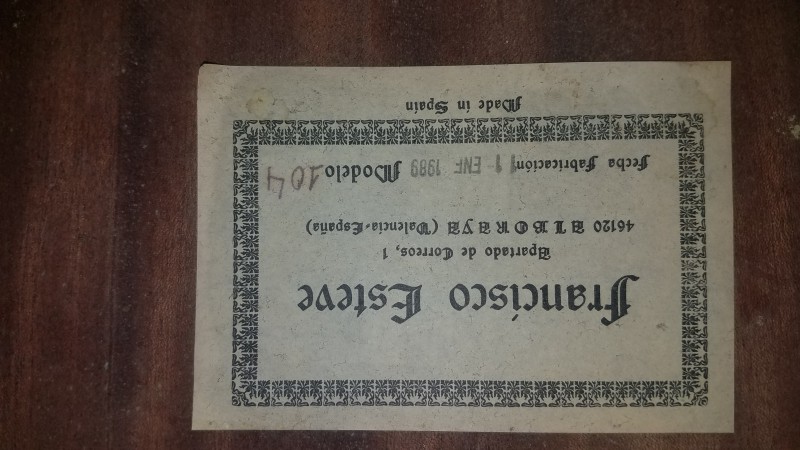 Francisco Esteve
Apartado de Correos, 1
46120 ALBORAYA (Valencia-España)
Fecha Fabricación 11 ENE 1989 Modelo 104
Made in Spain